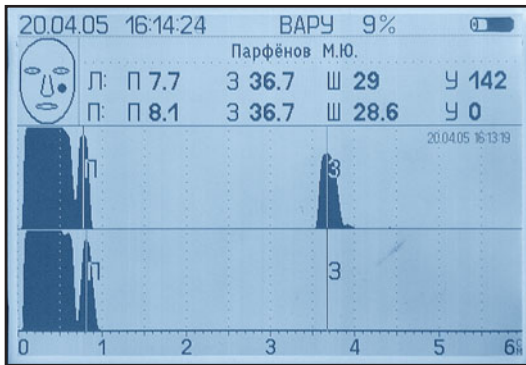 20.04.05 16:14:24 ВАРУ 9%
Парфёнов М.Ю.
Л: П 7.7 З 36.7 Ш 29 У 142
П: П 8.1 З 36.7 Ш 28.6 У 0
20.04.05 16:13:19
П З
П З
0 1 2 3 4 5 6 см